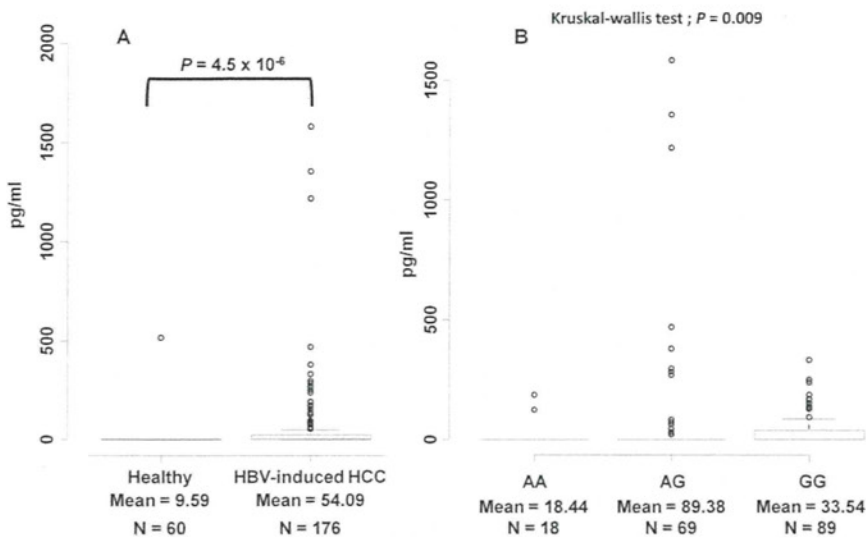 A
P = 4.5 x 10-6
2000
1500
1000
500
0
pg/ml
Healthy
Mean = 9.59
N = 60
HBV-induced HCC
Mean = 54.09
N = 176
B
Kruskal-wallis test ; P = 0.009
1500
1000
500
0
pg/ml
AA
Mean = 18.44
N = 18
AG
Mean = 89.38
N = 69
GG
Mean = 33.54
N = 89